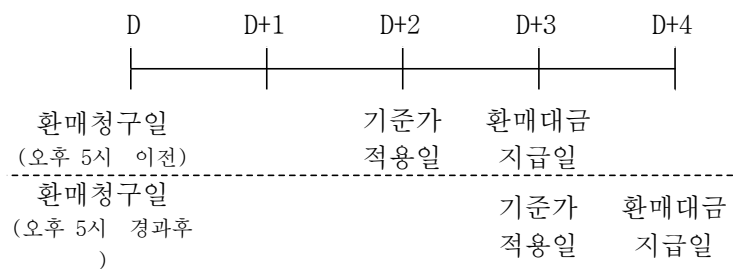 D D+1 D+2 D+3 D+4
환매청구일 기준가 환매대금
(오후 5시 이전) 적용일 지급일
환매청구일 기준가 환매대금
(오후 5시 경과후 적용일 지급일
)